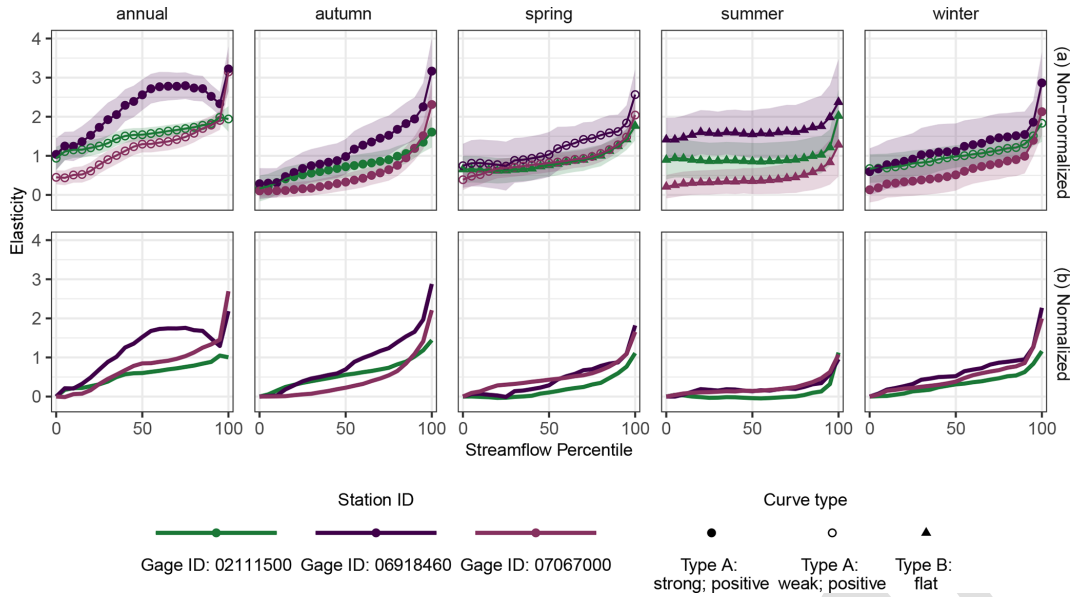 annual autumn spring summer winter
4
3
2
1
0
(a) Non−normalized
Elasticity
4
3
2
1
0
(b) Normalized
0 50 100 0 50 100 0 50 100 0 50 100 0 50 100
Streamflow Percentile
Station ID Curve type
Gage ID: 02111500 Gage ID: 06918460 Gage ID: 07067000
Type A: Type A: Type B:
strong; positive weak; positive flat